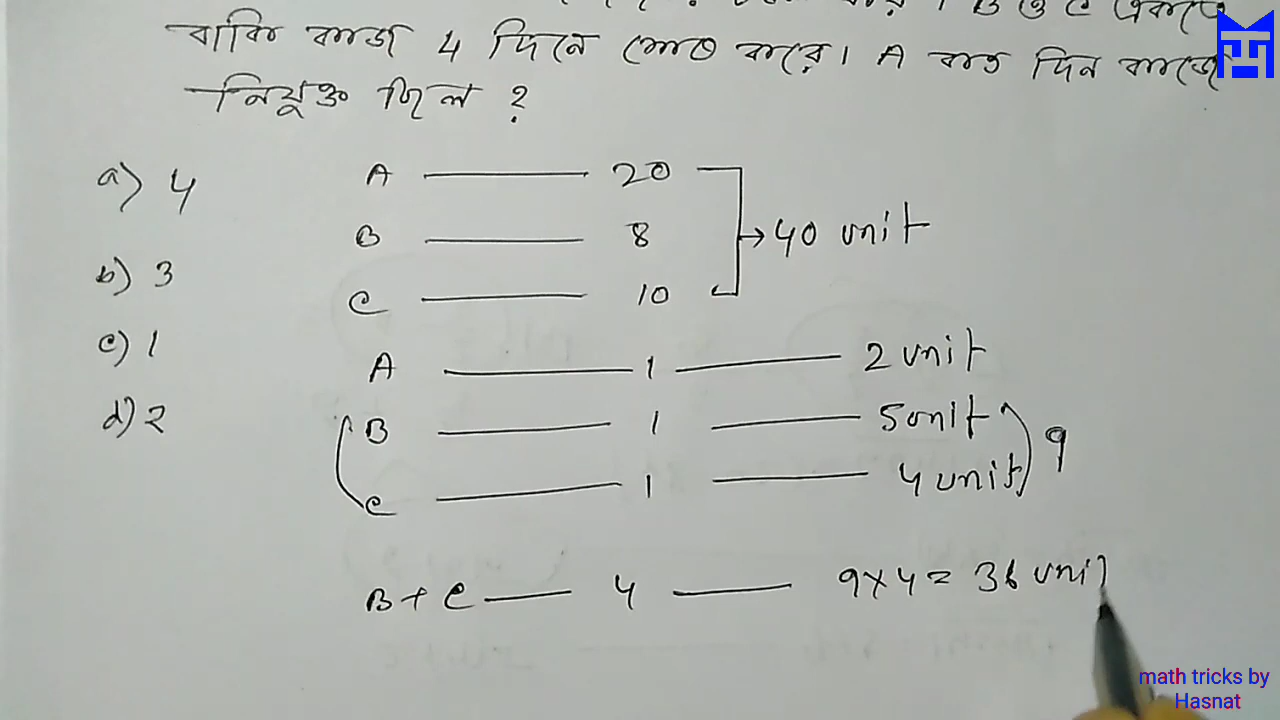 বাকি কাজ 4 দিনে শেষ করে। A কত দিন কাজে
নিযুক্ত ছিল ?
a) 4
b) 3
c) 1
d) 2
A — 20
B — 8
C — 10
→ 40 unit
A — 1 — 2 unit
B — 1 — 5 unit
C — 1 — 4 unit
9
B + C — 4 — 9 × 4 = 36 unit
math tricks by
Hasnat